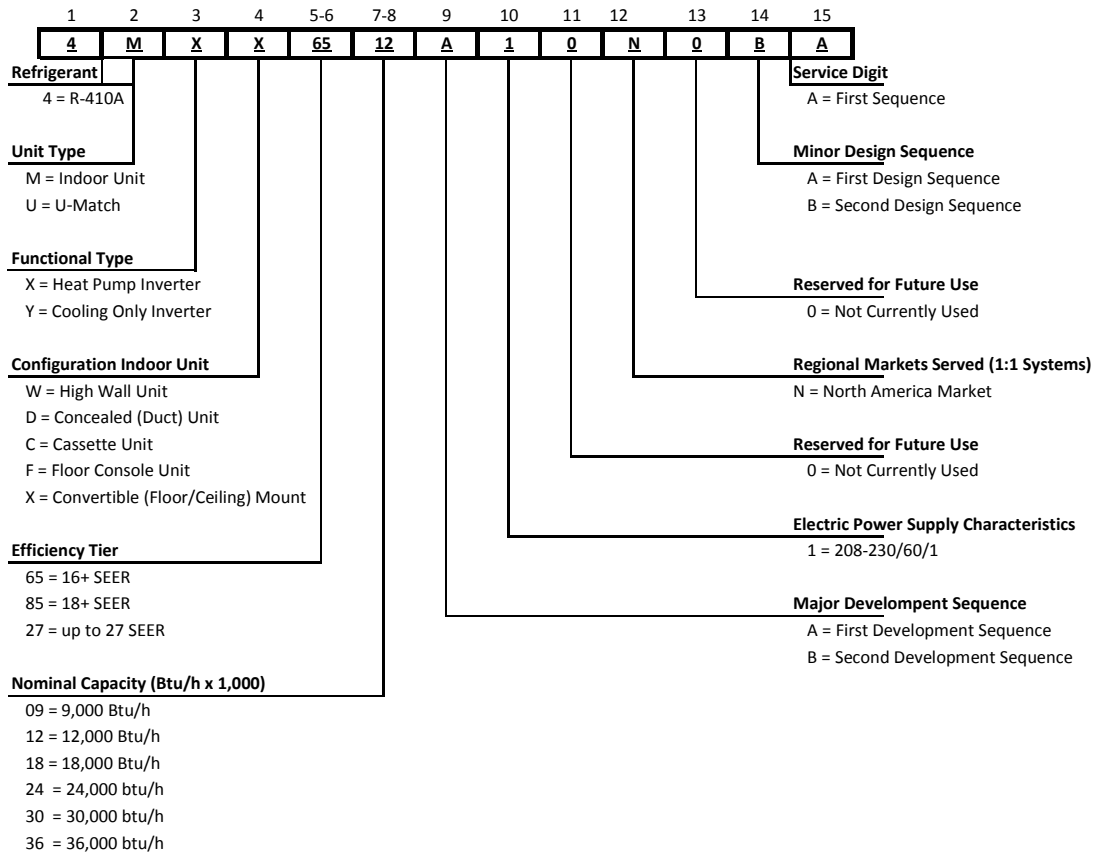 1 2 3 4 5-6 7-8 9 10 11 12 13 14 15
4 M X X 65 12 A 1 0 N 0 B A
Refrigerant
4 = R-410A
Unit Type
M = Indoor Unit
U = U-Match
Functional Type
X = Heat Pump Inverter
Y = Cooling Only Inverter
Configuration Indoor Unit
W = High Wall Unit
D = Concealed (Duct) Unit
C = Cassette Unit
F = Floor Console Unit
X = Convertible (Floor/Ceiling) Mount
Efficiency Tier
65 = 16+ SEER
85 = 18+ SEER
27 = up to 27 SEER
Nominal Capacity (Btu/h x 1,000)
09 = 9,000 Btu/h
12 = 12,000 Btu/h
18 = 18,000 Btu/h
24 = 24,000 btu/h
30 = 30,000 btu/h
36 = 36,000 btu/h
Service Digit
A = First Sequence
Minor Design Sequence
A = First Design Sequence
B = Second Design Sequence
Reserved for Future Use
0 = Not Currently Used
Regional Markets Served (1:1 Systems)
N = North America Market
Reserved for Future Use
0 = Not Currently Used
Electric Power Supply Characteristics
1 = 208-230/60/1
Major Develompent Sequence
A = First Development Sequence
B = Second Development Sequence